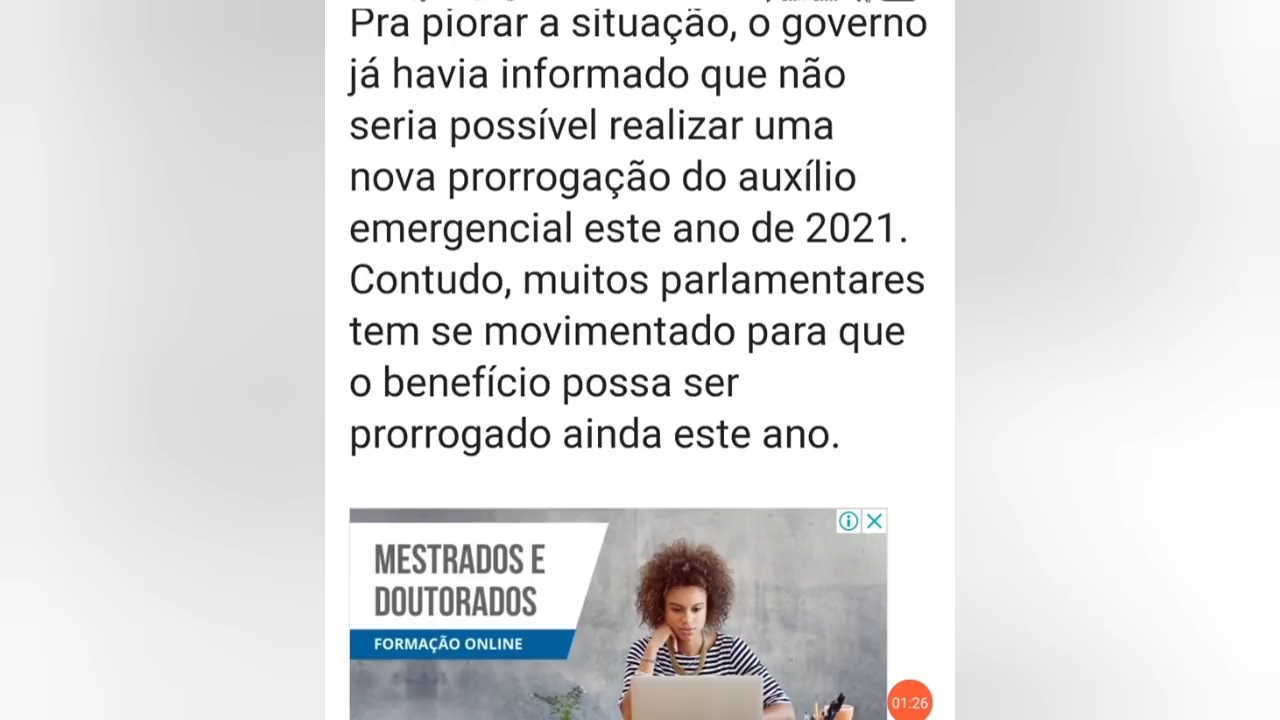 Pra piorar a situação, o governo
já havia informado que não
seria possível realizar uma
nova prorrogação do auxílio
emergencial este ano de 2021.
Contudo, muitos parlamentares
tem se movimentado para que
o benefício possa ser
prorrogado ainda este ano.
MESTRADOS E
DOUTORADOS
FORMAÇÃO ONLINE
01:26